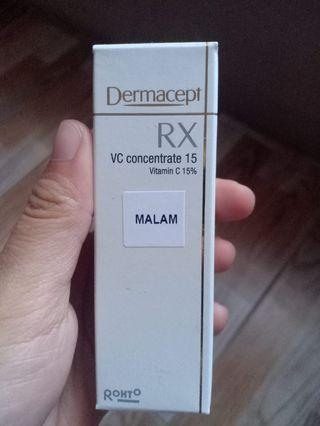 Dermacept
RX
VC concentrate 15
Vitamin C 15%
MALAM
ROHTO